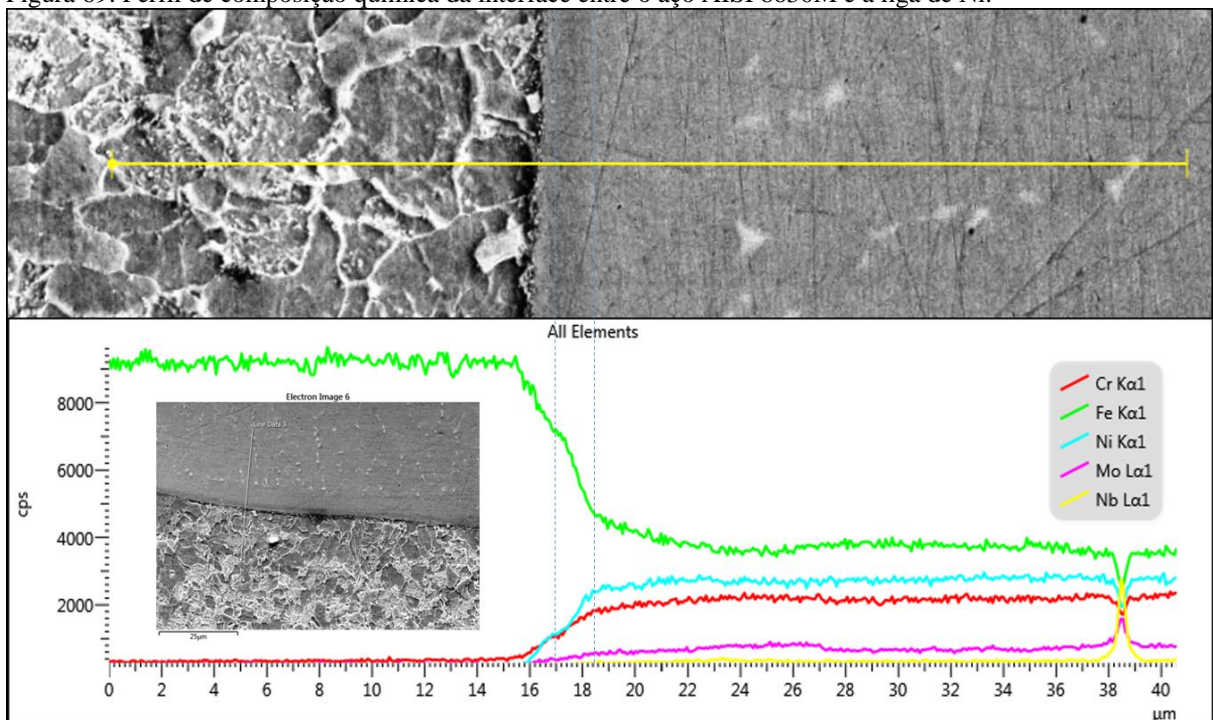 Figura 69: Perfil de composição química da interface entre o aço AISI 8630M e a liga de Ni.
All Elements
Electron Image 6
Line Data 3
25µm
Cr Kα1
Fe Kα1
Ni Kα1
Mo Lα1
Nb Lα1
cps
8000
6000
4000
2000
0 2 4 6 8 10 12 14 16 18 20 22 24 26 28 30 32 34 36 38 40
µm